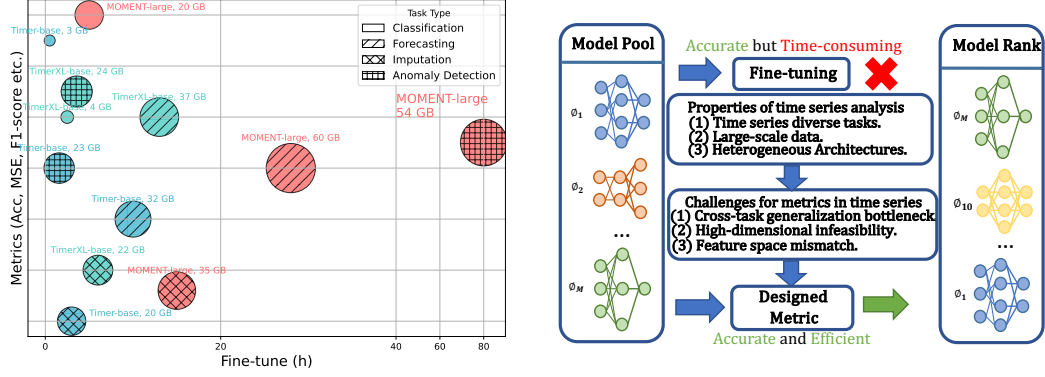 MOMENT-large, 20 GB
Timer-base, 3 GB
TimerXL-base, 24 GB
TimerXL-base, 37 GB
TimerXL-base, 4 GB
MOMENT-large
54 GB
MOMENT-large, 60 GB
Timer-base, 23 GB
Timer-base, 32 GB
TimerXL-base, 22 GB
MOMENT-large, 35 GB
Timer-base, 20 GB
Task Type
Classification
Forecasting
Imputation
Anomaly Detection
Metrics (Acc, MSE, F1-score etc.)
0
20
40
60
80
Fine-tune (h)
Model Pool
Ø1
Ø2
...
ØM
Accurate but Time-consuming
Fine-tuning
Properties of time series analysis
(1) Time series diverse tasks.
(2) Large-scale data.
(3) Heterogeneous Architectures.
Challenges for metrics in time series
(1) Cross-task generalization bottleneck.
(2) High-dimensional infeasibility.
(3) Feature space mismatch.
Designed
Metric
Accurate and Efficient
Model Rank
ØM
Ø10
...
Ø1